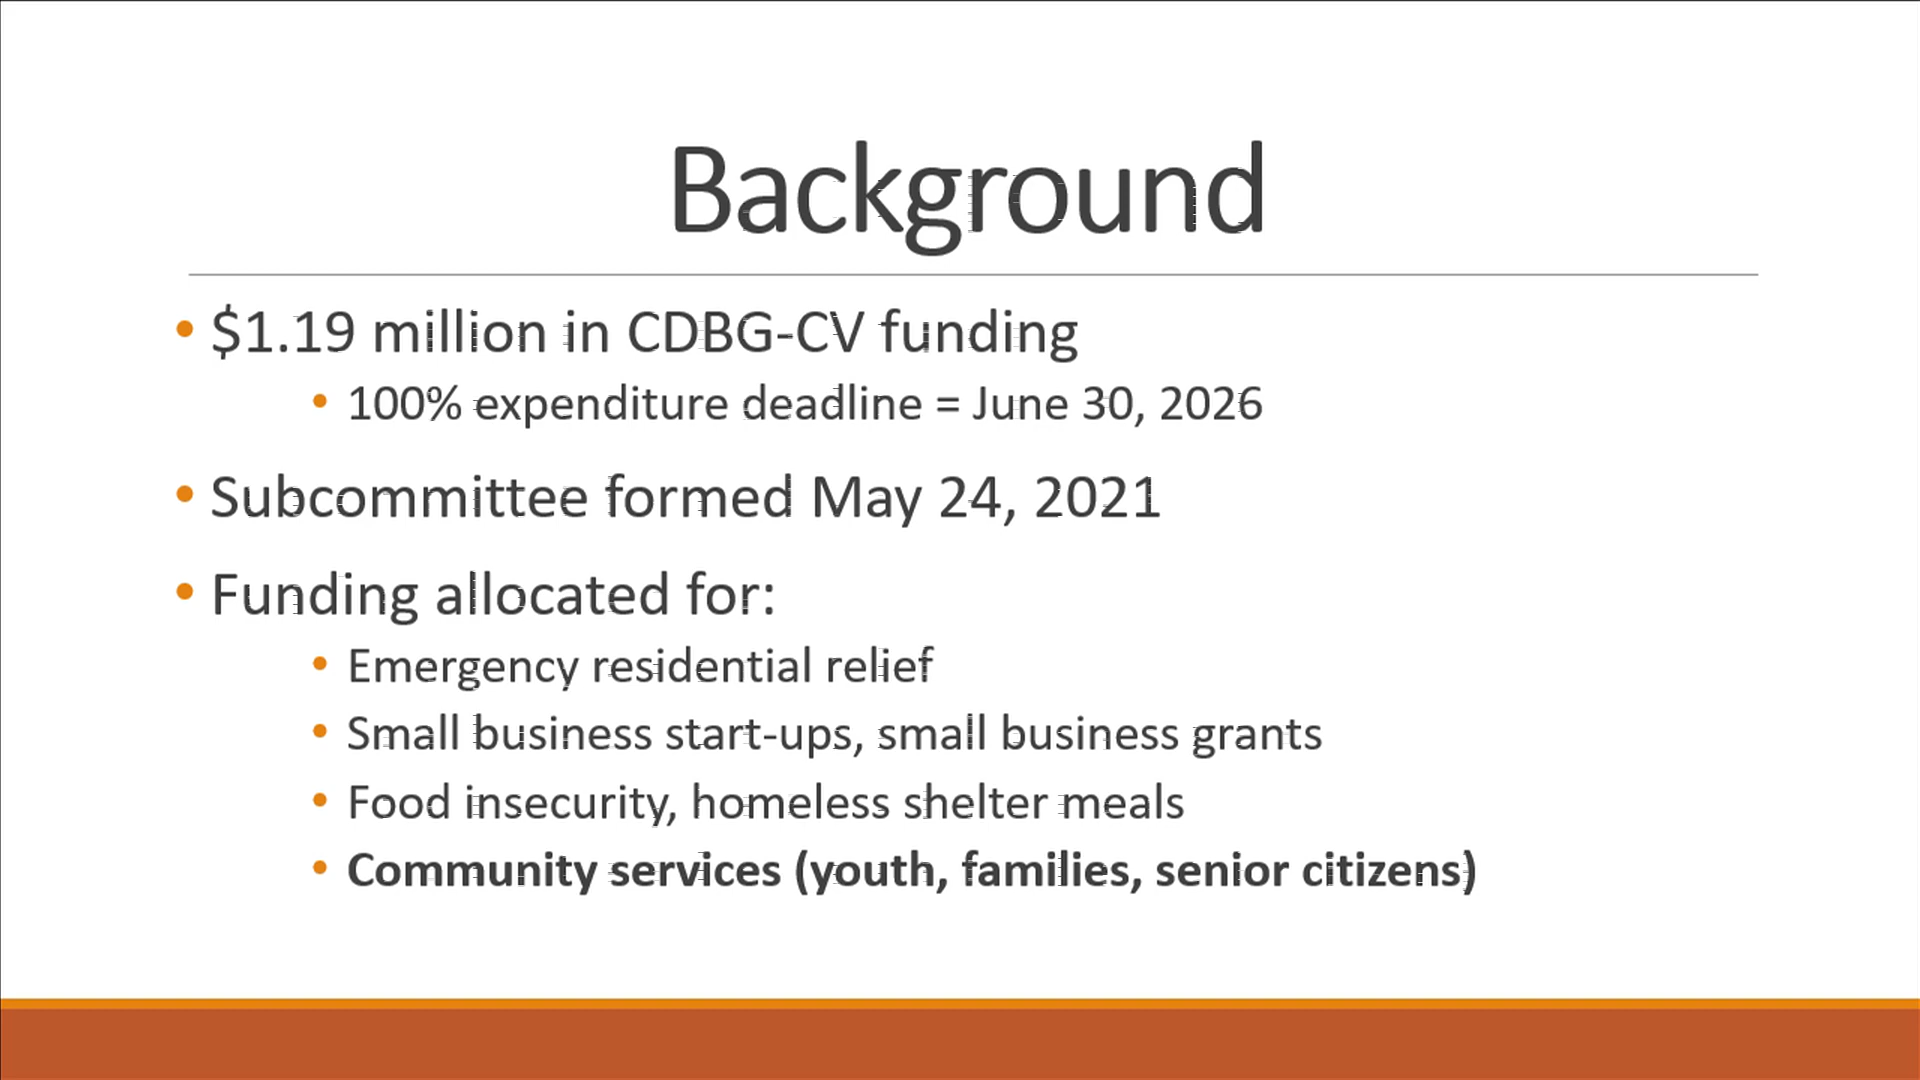 Background
• $1.19 million in CDBG-CV funding
• 100% expenditure deadline = June 30, 2026
• Subcommittee formed May 24, 2021
• Funding allocated for:
• Emergency residential relief
• Small business start-ups, small business grants
• Food insecurity, homeless shelter meals
• Community services (youth, families, senior citizens)